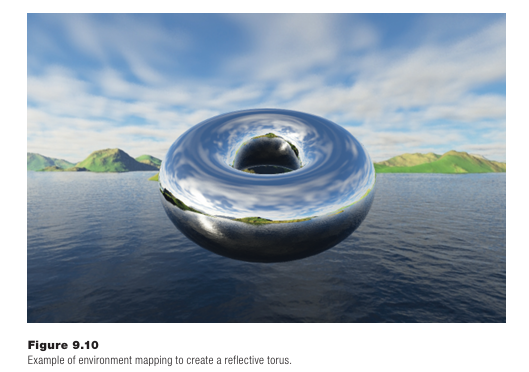 Figure 9.10
Example of environment mapping to create a reflective torus.